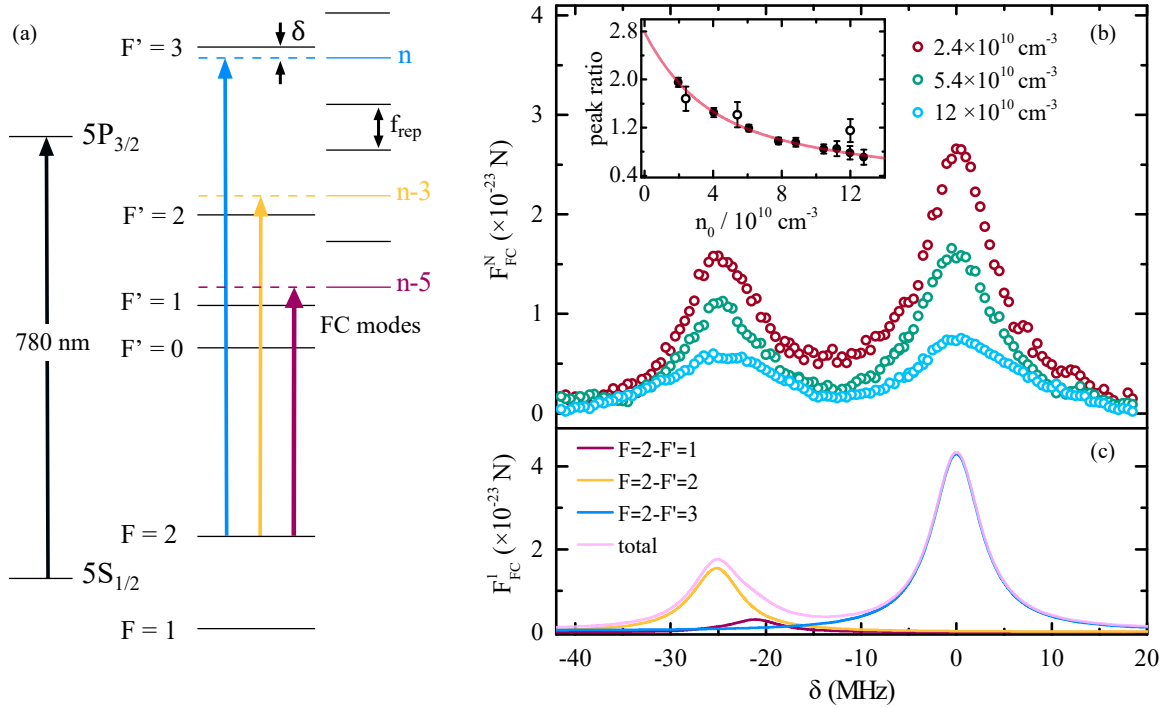 (a)
F' = 3
δ
n
f_rep
5P_3/2
n-3
F' = 2
n-5
F' = 1
FC modes
780 nm
F' = 0
F = 2
5S_1/2
F = 1
(b)
4
3
2
1
0
F^N_FC (×10^-23 N)
2.8
2.0
1.2
0.4
peak ratio
0 4 8 12
n_0 / 10^10 cm^-3
2.4×10^10 cm^-3
5.4×10^10 cm^-3
12 ×10^10 cm^-3
(c)
4
2
0
F^1_FC (×10^-23 N)
F=2-F'=1
F=2-F'=2
F=2-F'=3
total
-40 -30 -20 -10 0 10 20
δ (MHz)